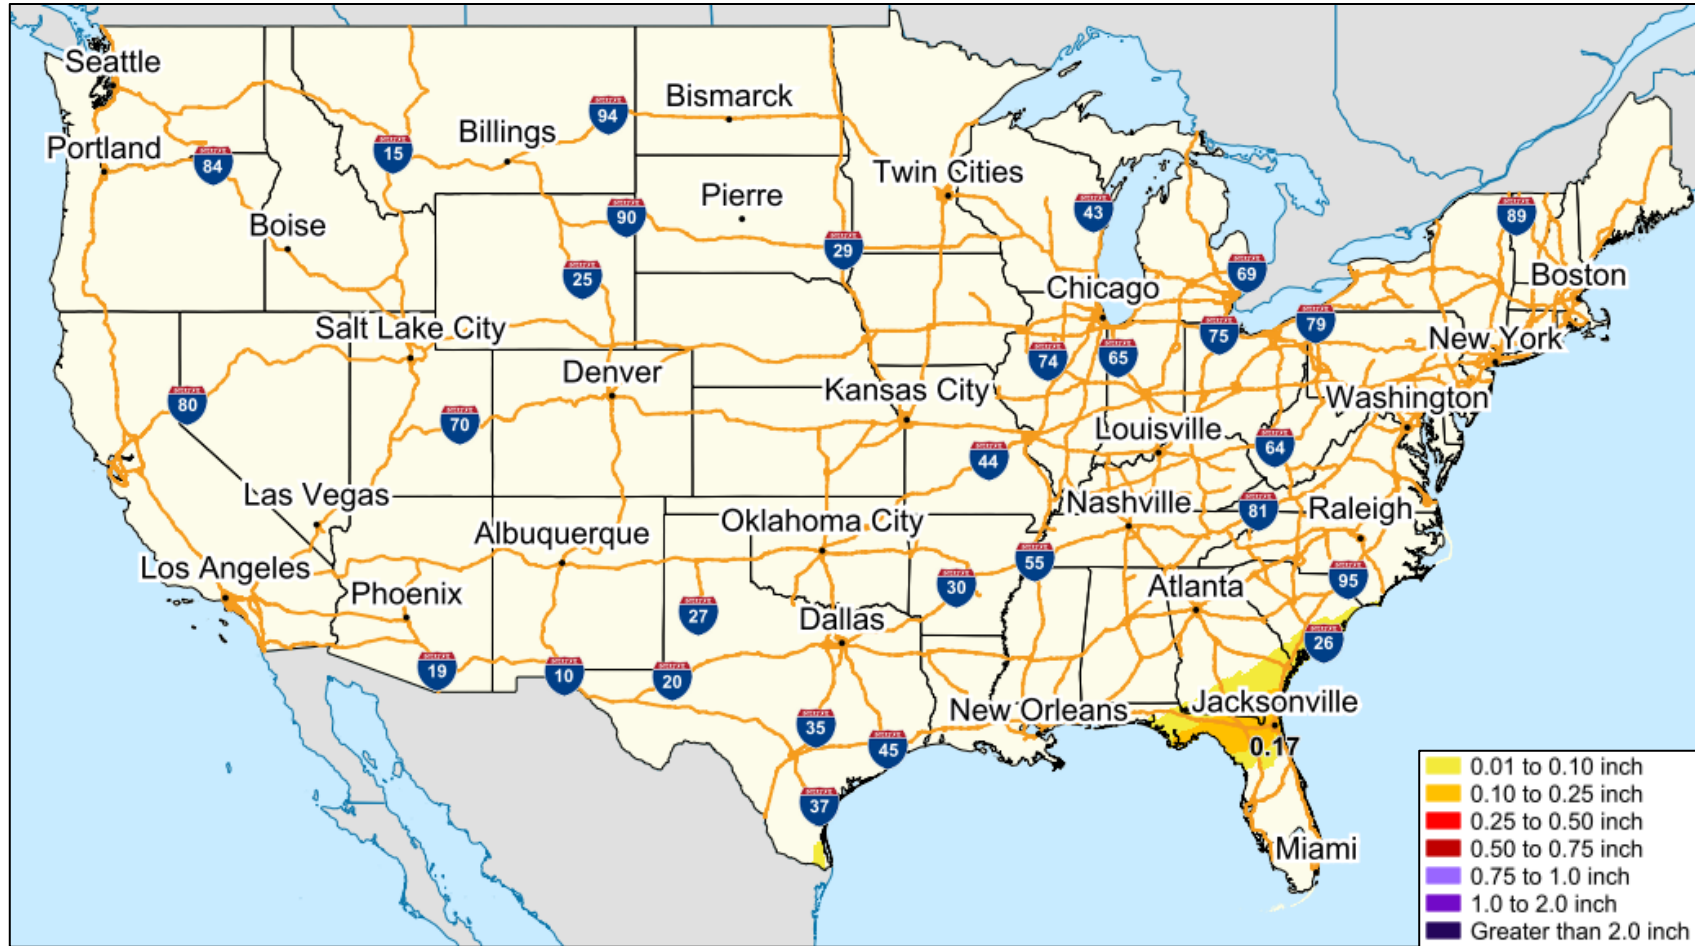 Seattle
Bismarck
94
Billings
Portland
15
84
Twin Cities
Pierre
43
90
89
Boise
29
69
25
Boston
Chicago
Salt Lake City
79
75
New York
74
65
Denver
Kansas City
80
Washington
70
Louisville
64
44
Las Vegas
Nashville
81
Raleigh
Oklahoma City
Albuquerque
55
Los Angeles
95
Atlanta
30
Phoenix
27
Dallas
26
19
10
20
Jacksonville
New Orleans
35
45
0.17
37
Miami
0.01 to 0.10 inch
0.10 to 0.25 inch
0.25 to 0.50 inch
0.50 to 0.75 inch
0.75 to 1.0 inch
1.0 to 2.0 inch
Greater than 2.0 inch